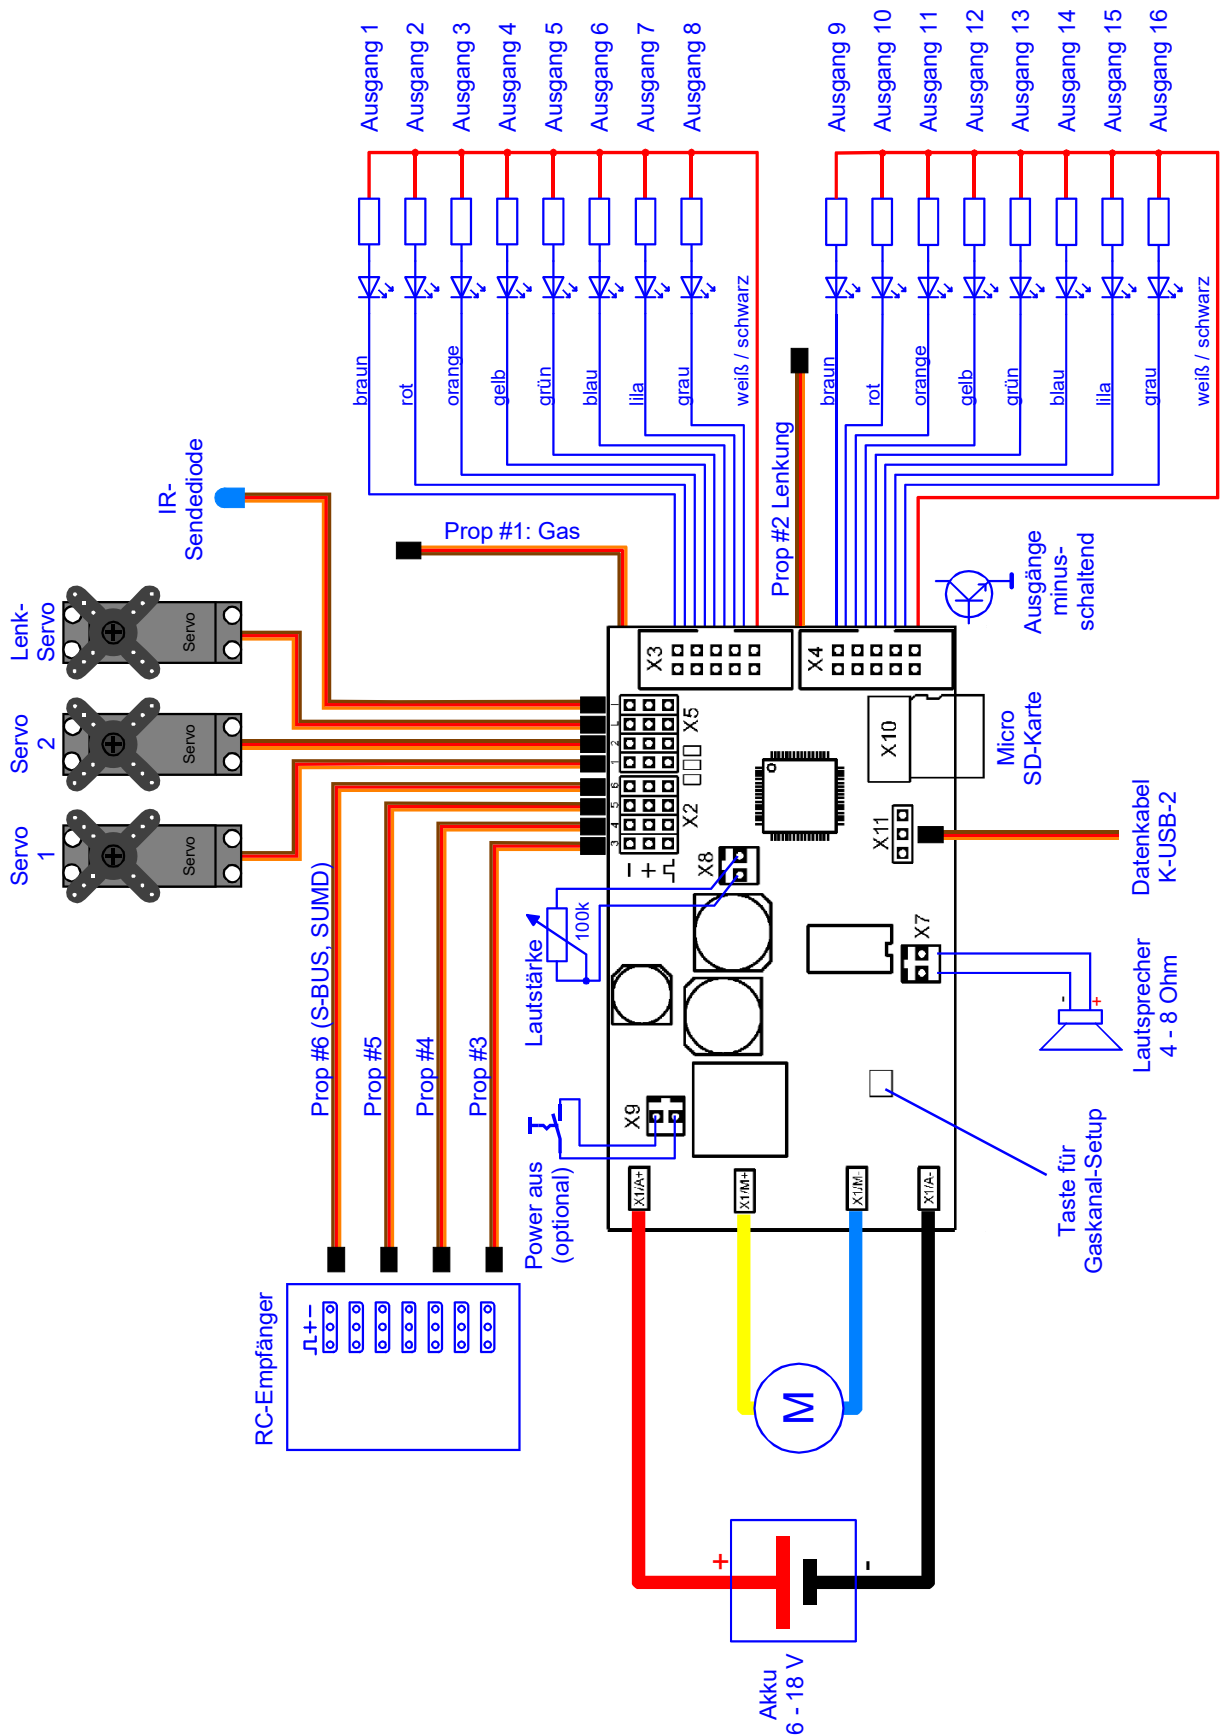 Ausgang 1
Ausgang 2
Ausgang 3
Ausgang 4
Ausgang 5
Ausgang 6
Ausgang 7
Ausgang 8
Ausgang 9
Ausgang 10
Ausgang 11
Ausgang 12
Ausgang 13
Ausgang 14
Ausgang 15
Ausgang 16
braun
rot
orange
gelb
grün
blau
lila
grau
weiß / schwarz
braun
rot
orange
gelb
grün
blau
lila
grau
weiß / schwarz
IR-
Sendediode
Lenk-
Servo
Servo
2
Servo
1
Servo
Servo
Servo
Prop #1: Gas
Prop #2 Lenkung
Ausgänge
minus-
schaltend
X3
X4
X5
I
L
2
1
X2
6
5
4
3
− +
X8
X10
X11
X7
X9
Micro
SD-Karte
Datenkabel
K-USB-2
Lautstärke
100k
Lautsprecher
4 - 8 Ohm
- +
Prop #6 (S-BUS, SUMD)
Prop #5
Prop #4
Prop #3
Power aus
(optional)
Taste für
Gaskanal-Setup
X1/A+
X1/M+
X1/M-
X1/A-
RC-Empfänger
+ −
M
+
-
Akku
6 - 18 V